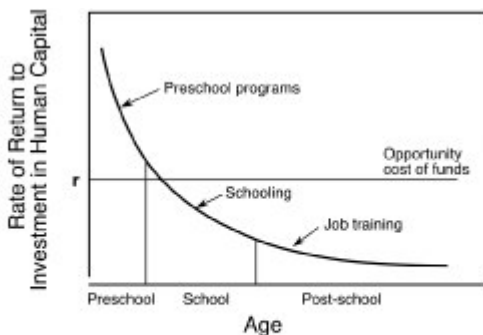 Rate of Return to
Investment in Human Capital
Preschool programs
Opportunity
cost of funds
r
Schooling
Job training
Preschool School Post-school
Age